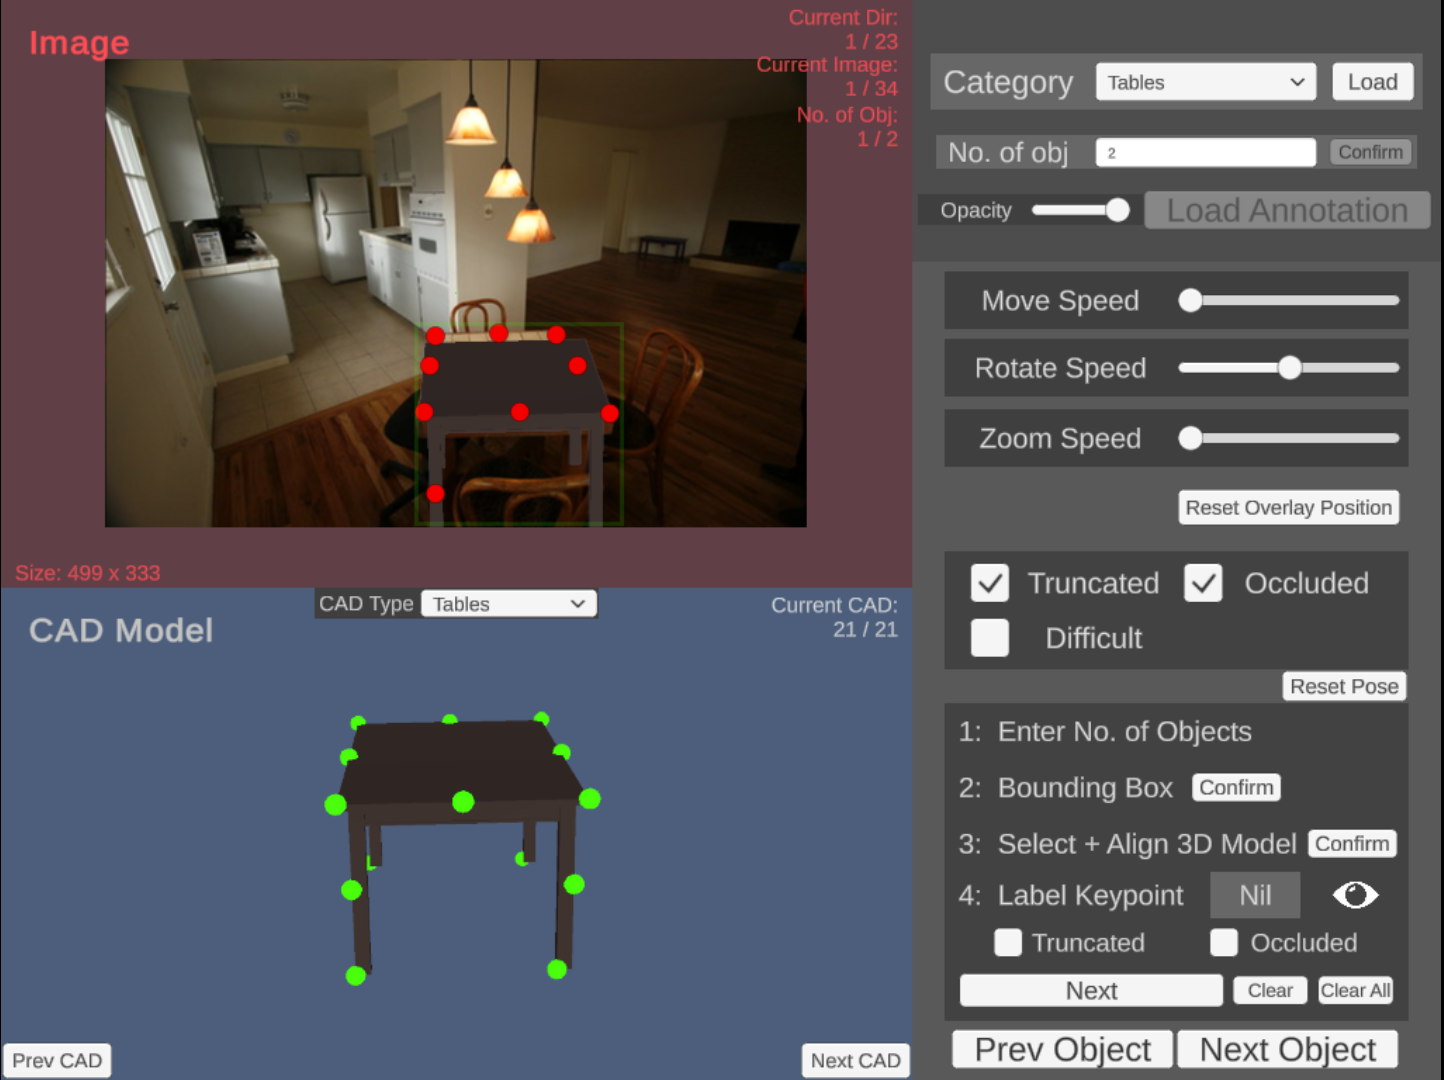 Image
Current Dir:
1 / 23
Current Image:
1 / 34
No. of Obj:
1 / 2
Size: 499 x 333
CAD Type Tables
CAD Model
Current CAD:
21 / 21
Prev CAD
Next CAD
Category Tables Load
No. of obj 2 Confirm
Opacity Load Annotation
Move Speed
Rotate Speed
Zoom Speed
Reset Overlay Position
Truncated Occluded
Difficult
Reset Pose
1: Enter No. of Objects
2: Bounding Box Confirm
3: Select + Align 3D Model Confirm
4: Label Keypoint Nil
Truncated Occluded
Next Clear Clear All
Prev Object Next Object